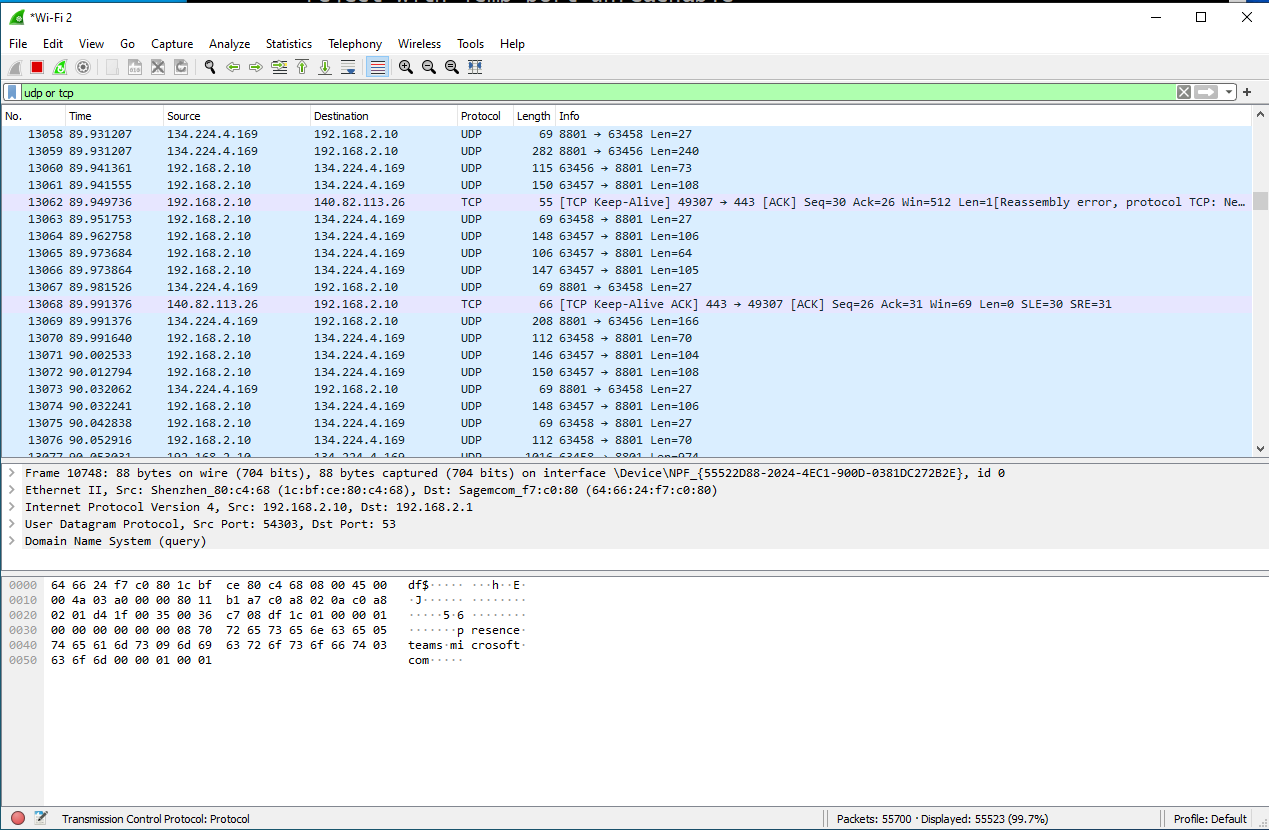 *Wi-Fi 2
File Edit View Go Capture Analyze Statistics Telephony Wireless Tools Help
udp or tcp
No. Time Source Destination Protocol Length Info
13058 89.931207 134.224.4.169 192.168.2.10 UDP 69 8801 → 63458 Len=27
13059 89.931207 134.224.4.169 192.168.2.10 UDP 282 8801 → 63456 Len=240
13060 89.941361 192.168.2.10 134.224.4.169 UDP 115 63456 → 8801 Len=73
13061 89.941555 192.168.2.10 134.224.4.169 UDP 150 63457 → 8801 Len=108
13062 89.949736 192.168.2.10 140.82.113.26 TCP 55 [TCP Keep-Alive] 49307 → 443 [ACK] Seq=30 Ack=26 Win=512 Len=1[Reassembly error, protocol TCP: Ne…
13063 89.951753 192.168.2.10 134.224.4.169 UDP 69 63458 → 8801 Len=27
13064 89.962758 192.168.2.10 134.224.4.169 UDP 148 63457 → 8801 Len=106
13065 89.973684 192.168.2.10 134.224.4.169 UDP 106 63457 → 8801 Len=64
13066 89.973864 192.168.2.10 134.224.4.169 UDP 147 63457 → 8801 Len=105
13067 89.981526 134.224.4.169 192.168.2.10 UDP 69 8801 → 63458 Len=27
13068 89.991376 140.82.113.26 192.168.2.10 TCP 66 [TCP Keep-Alive ACK] 443 → 49307 [ACK] Seq=26 Ack=31 Win=69 Len=0 SLE=30 SRE=31
13069 89.991376 134.224.4.169 192.168.2.10 UDP 208 8801 → 63456 Len=166
13070 89.991640 192.168.2.10 134.224.4.169 UDP 112 63458 → 8801 Len=70
13071 90.002533 192.168.2.10 134.224.4.169 UDP 146 63457 → 8801 Len=104
13072 90.012794 192.168.2.10 134.224.4.169 UDP 150 63457 → 8801 Len=108
13073 90.032062 134.224.4.169 192.168.2.10 UDP 69 8801 → 63458 Len=27
13074 90.032241 192.168.2.10 134.224.4.169 UDP 148 63457 → 8801 Len=106
13075 90.042838 192.168.2.10 134.224.4.169 UDP 69 63458 → 8801 Len=27
13076 90.052916 192.168.2.10 134.224.4.169 UDP 112 63458 → 8801 Len=70
Frame 10748: 88 bytes on wire (704 bits), 88 bytes captured (704 bits) on interface \Device\NPF_{55522D88-2024-4EC1-900D-0381DC272B2E}, id 0
Ethernet II, Src: Shenzhen_80:c4:68 (1c:bf:ce:80:c4:68), Dst: Sagemcom_f7:c0:80 (64:66:24:f7:c0:80)
Internet Protocol Version 4, Src: 192.168.2.10, Dst: 192.168.2.1
User Datagram Protocol, Src Port: 54303, Dst Port: 53
Domain Name System (query)
0000 64 66 24 f7 c0 80 1c bf ce 80 c4 68 08 00 45 00 df$····· ···h··E·
0010 00 4a 03 a0 00 00 80 11 b1 a7 c0 a8 02 0a c0 a8 ·J······ ········
0020 02 01 d4 1f 00 35 00 36 c7 08 df 1c 01 00 00 01 ·····5·6 ········
0030 00 00 00 00 00 00 08 70 72 65 73 65 6e 63 65 05 ·······p resence·
0040 74 65 61 6d 73 09 6d 69 63 72 6f 73 6f 66 74 03 teams·mi crosoft·
0050 63 6f 6d 00 00 01 00 01 com·····
Transmission Control Protocol: Protocol Packets: 55700 · Displayed: 55523 (99.7%) Profile: Default